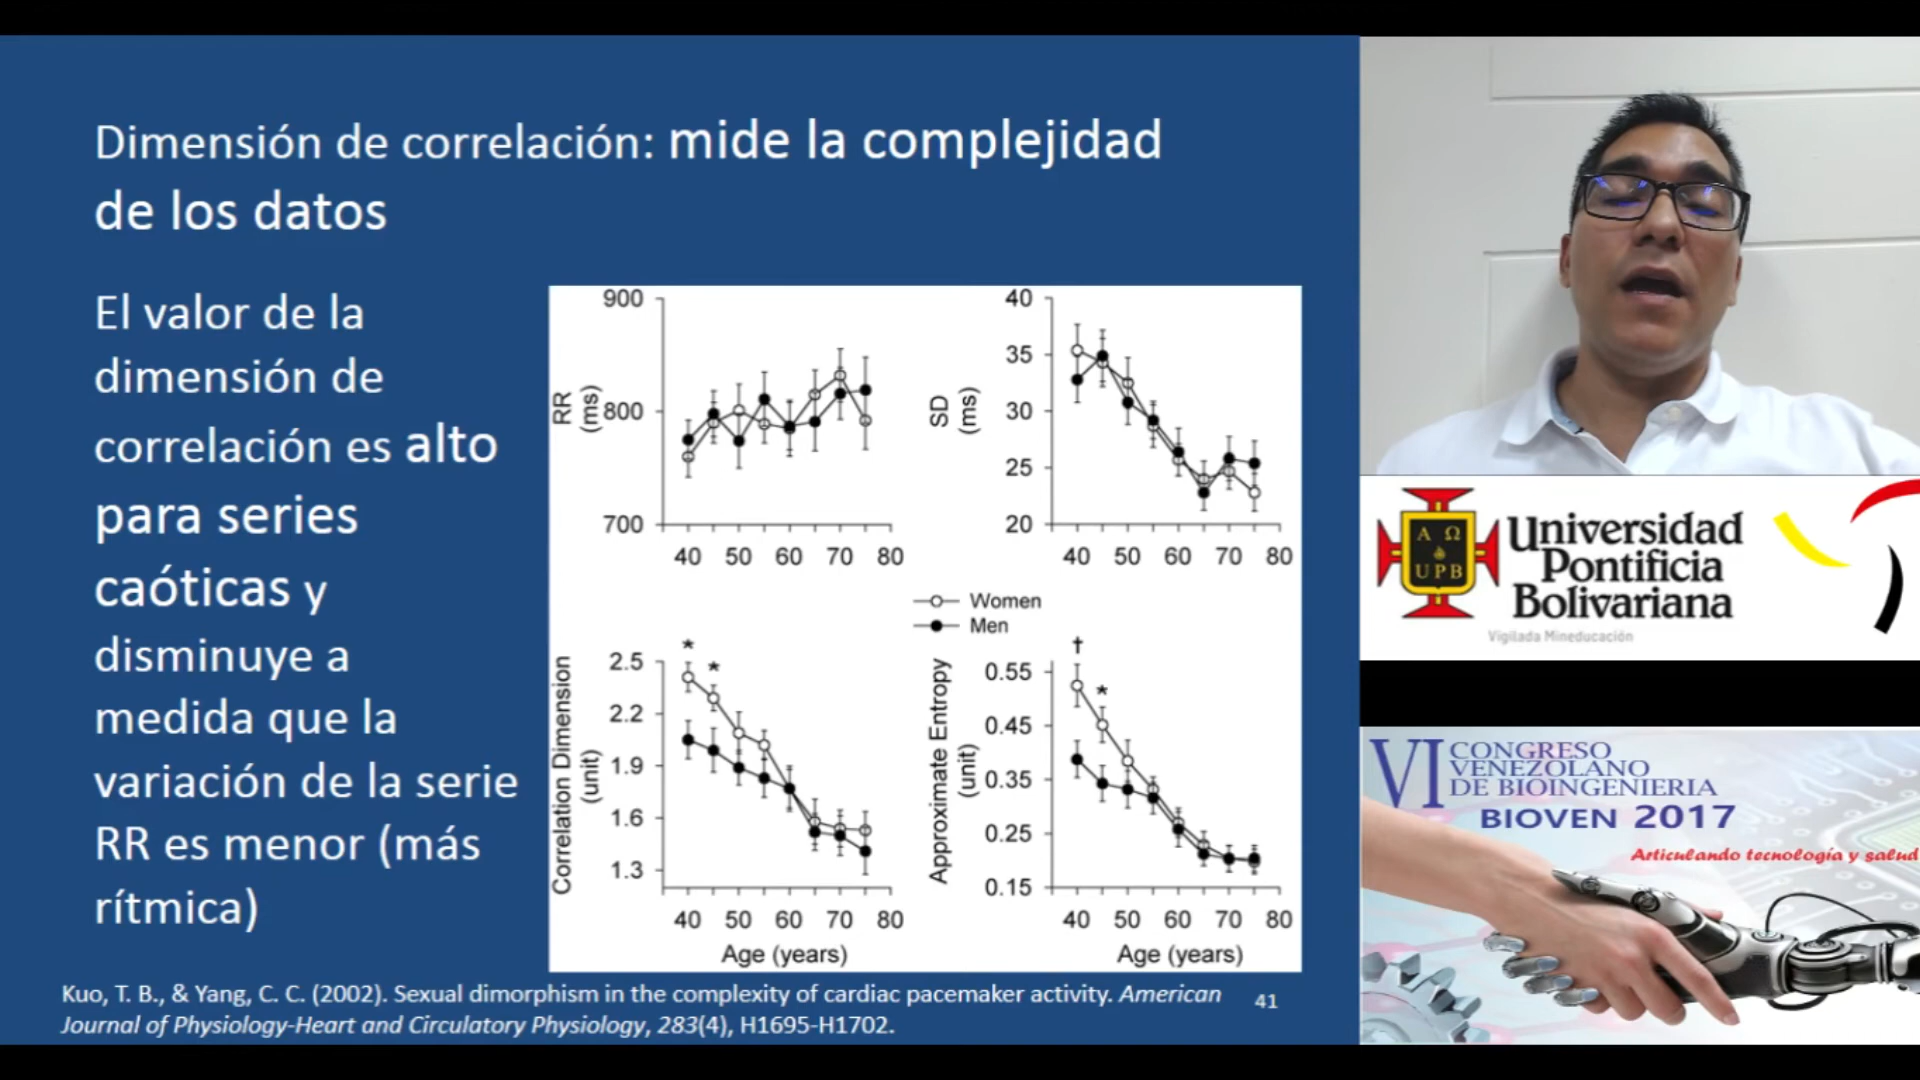 Dimensión de correlación: mide la complejidad
de los datos
El valor de la
dimensión de
correlación es alto
para series
caóticas y
disminuye a
medida que la
variación de la serie
RR es menor (más
rítmica)
900
800
700
RR
(ms)
40 50 60 70 80
40
35
30
25
20
SD
(ms)
40 50 60 70 80
Women
Men
* *
2.5
2.2
1.9
1.6
1.3
Correlation Dimension
(unit)
40 50 60 70 80
Age (years)
† *
0.55
0.45
0.35
0.25
0.15
Approximate Entropy
(unit)
40 50 60 70 80
Age (years)
Kuo, T. B., & Yang, C. C. (2002). Sexual dimorphism in the complexity of cardiac pacemaker activity. American
Journal of Physiology-Heart and Circulatory Physiology, 283(4), H1695-H1702.
41
Α Ω
UPB
Universidad
Pontificia
Bolivariana
Vigilada Mineducación
VI CONGRESO
VENEZOLANO
DE BIOINGENIERIA
BIOVEN 2017
Articulando tecnología y salud